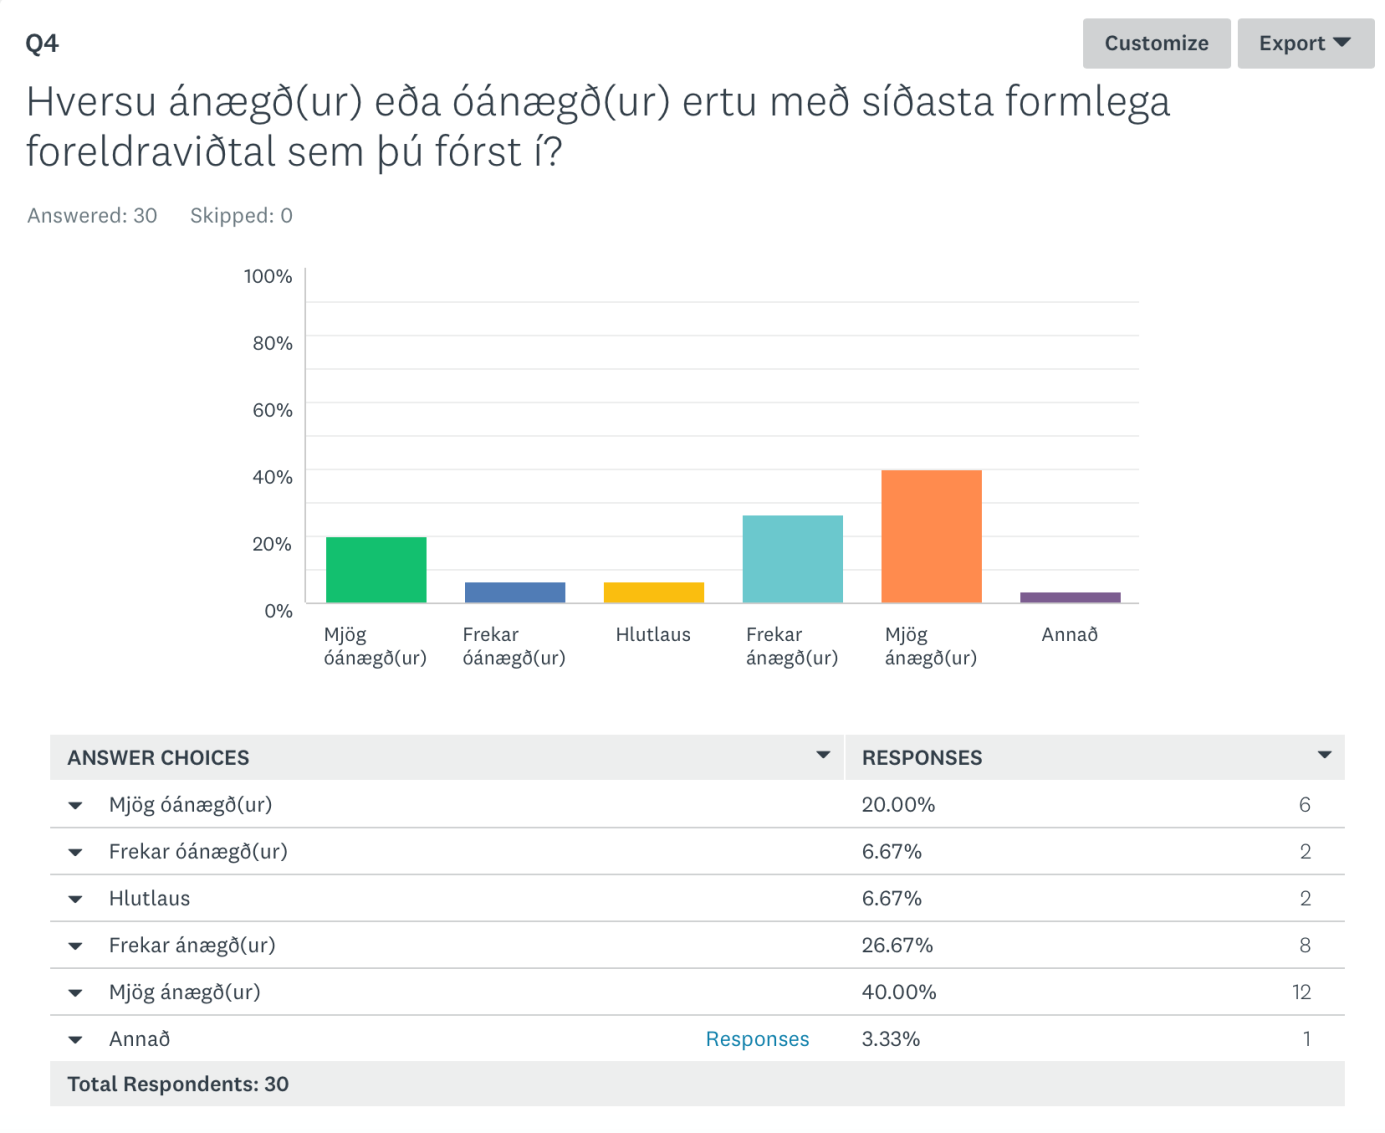 Q4
Customize
Export
Hversu ánægð(ur) eða óánægð(ur) ertu með síðasta formlega
foreldraviðtal sem þú fórst í?
Answered: 30 Skipped: 0
100%
80%
60%
40%
20%
0%
Mjög óánægð(ur)
Frekar óánægð(ur)
Hlutlaus
Frekar ánægð(ur)
Mjög ánægð(ur)
Annað
ANSWER CHOICES RESPONSES
Mjög óánægð(ur) 20.00% 6
Frekar óánægð(ur) 6.67% 2
Hlutlaus 6.67% 2
Frekar ánægð(ur) 26.67% 8
Mjög ánægð(ur) 40.00% 12
Annað Responses 3.33% 1
Total Respondents: 30